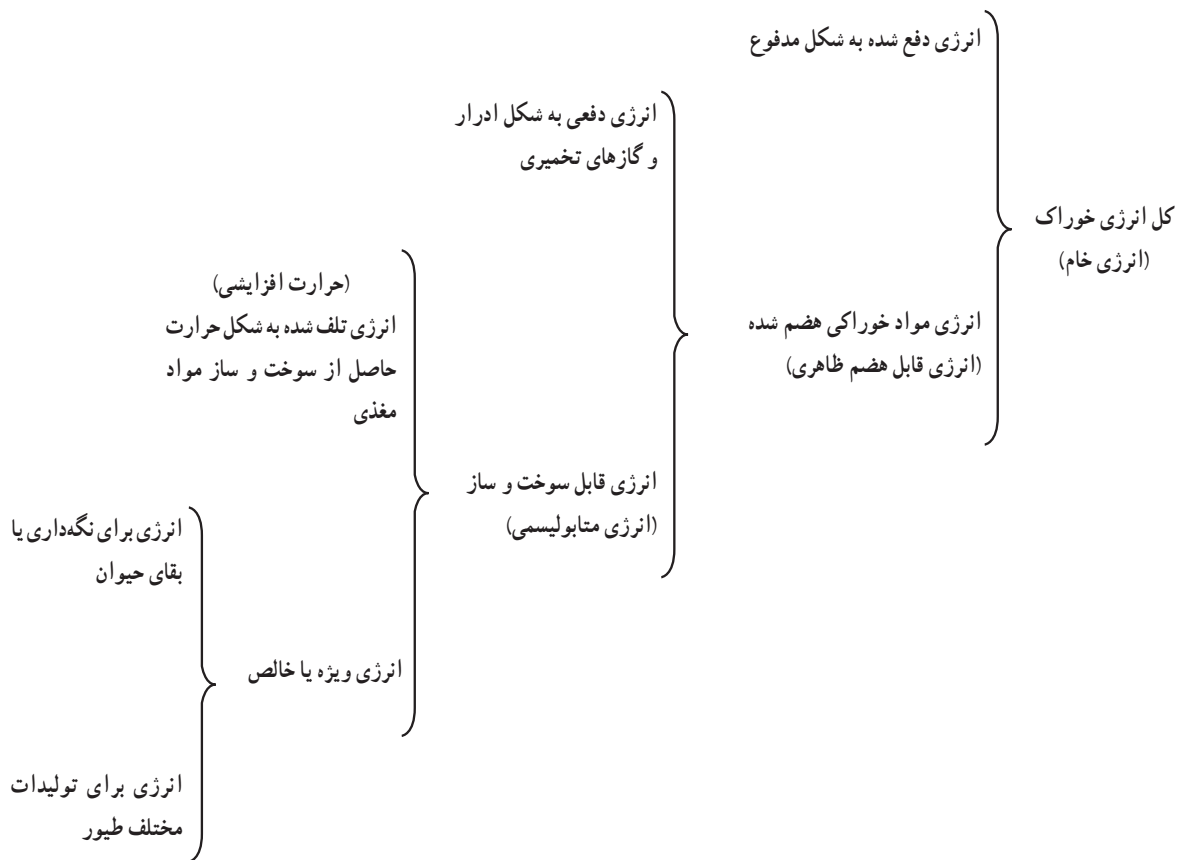 انرژی دفع شده به شکل مدفوع
انرژی دفعی به شکل ادرار
و گازهای تخمیری
کل انرژی خوراک
(انرژی خام)
(حرارت افزایشی)
انرژی تلف شده به شکل حرارت
حاصل از سوخت و ساز مواد
مغذی
انرژی مواد خوراکی هضم شده
(انرژی قابل هضم ظاهری)
انرژی قابل سوخت و ساز
(انرژی متابولیسمی)
انرژی برای نگه‌داری یا
بقای حیوان
انرژی ویژه یا خالص
انرژی برای تولیدات
مختلف طیور